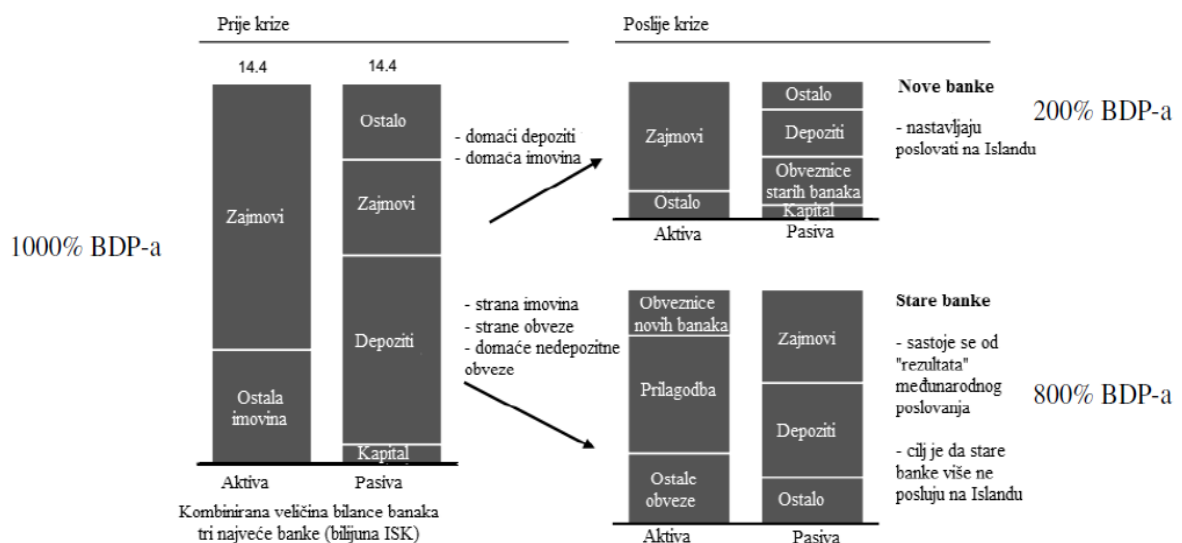 Prije krize
14.4
14.4
1000% BDP-a
Zajmovi
Ostala
imovina
Ostalo
Zajmovi
Depoziti
Kapital
Aktiva
Pasiva
Kombinirana veličina bilance banaka
tri najveće banke (bilijuna ISK)
- domaći depoziti
- domaća imovina
- strana imovina
- strane obveze
- domaće nedepozitne
obveze
Poslije krize
Zajmovi
Ostalo
Ostalo
Depoziti
Obveznice
starih banaka
Kapital
Aktiva
Pasiva
Nove banke
- nastavljaju
poslovati na Islandu
200% BDP-a
Obveznice
novih banaka
Prilagodba
Ostale
obveze
Zajmovi
Depoziti
Ostalo
Aktiva
Pasiva
Stare banke
- sastoje se od
"rezultata"
međunarodnog
poslovanja
- cilj je da stare
banke više ne
posluju na Islandu
800% BDP-a